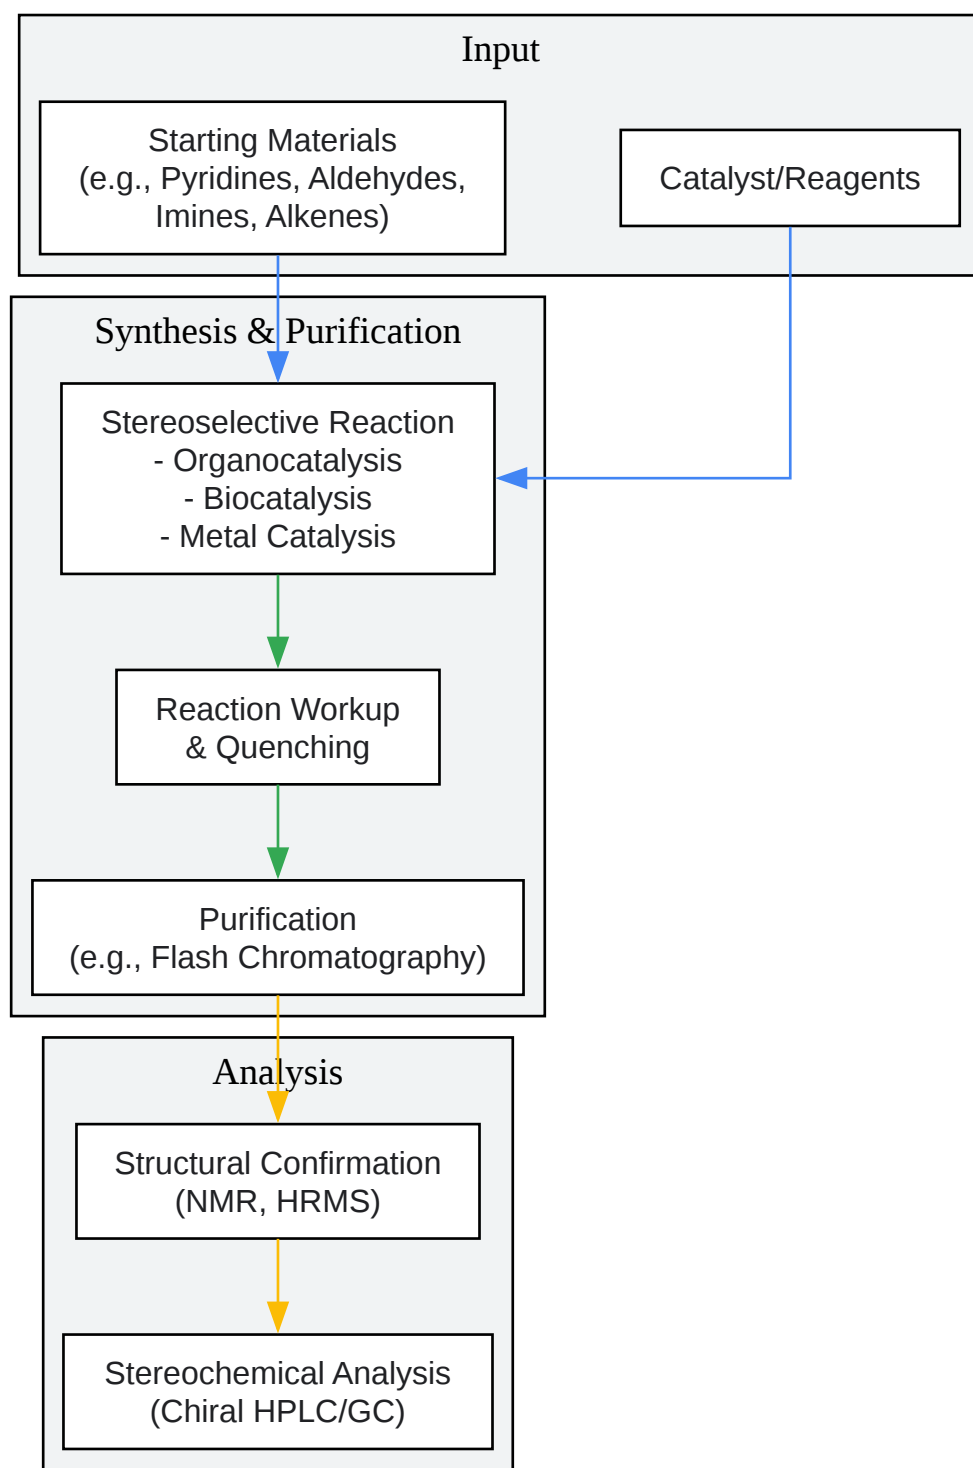 Input
Starting Materials
(e.g., Pyridines, Aldehydes,
Imines, Alkenes)
Catalyst/Reagents
Synthesis & Purification
Stereoselective Reaction
- Organocatalysis
- Biocatalysis
- Metal Catalysis
Reaction Workup
& Quenching
Purification
(e.g., Flash Chromatography)
Analysis
Structural Confirmation
(NMR, HRMS)
Stereochemical Analysis
(Chiral HPLC/GC)